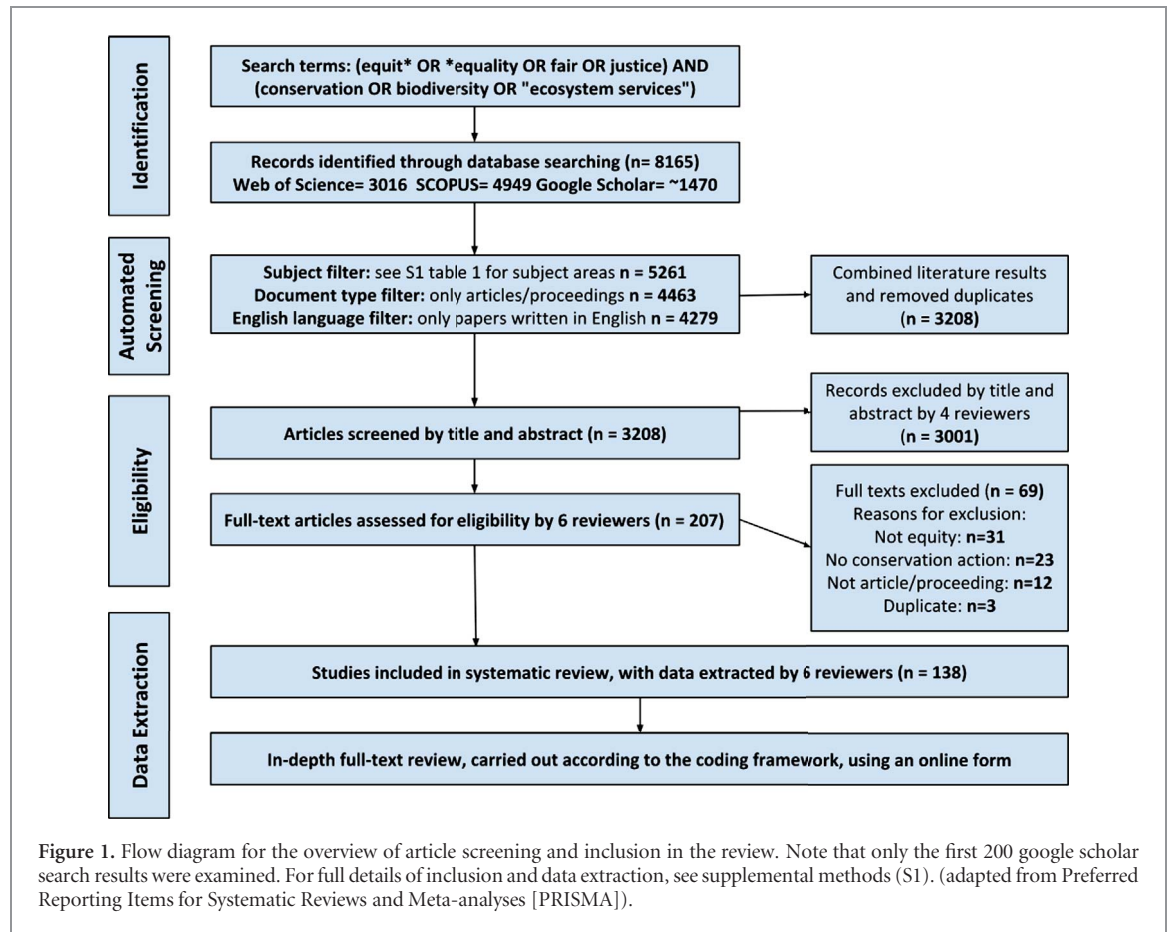 Identification
Search terms: (equit* OR *equality OR fair OR justice) AND
(conservation OR biodiversity OR "ecosystem services")
Records identified through database searching (n= 8165)
Web of Science= 3016 SCOPUS= 4949 Google Scholar= ~1470
Automated
Screening
Subject filter: see S1 table 1 for subject areas n = 5261
Document type filter: only articles/proceedings n = 4463
English language filter: only papers written in English n = 4279
Combined literature results
and removed duplicates
(n = 3208)
Eligibility
Articles screened by title and abstract (n = 3208)
Records excluded by title and
abstract by 4 reviewers
(n = 3001)
Full-text articles assessed for eligibility by 6 reviewers (n = 207)
Full texts excluded (n = 69)
Reasons for exclusion:
Not equity: n=31
No conservation action: n=23
Not article/proceeding: n=12
Duplicate: n=3
Data Extraction
Studies included in systematic review, with data extracted by 6 reviewers (n = 138)
In-depth full-text review, carried out according to the coding framework, using an online form
Figure 1. Flow diagram for the overview of article screening and inclusion in the review. Note that only the first 200 google scholar
search results were examined. For full details of inclusion and data extraction, see supplemental methods (S1). (adapted from Preferred
Reporting Items for Systematic Reviews and Meta-analyses [PRISMA]).